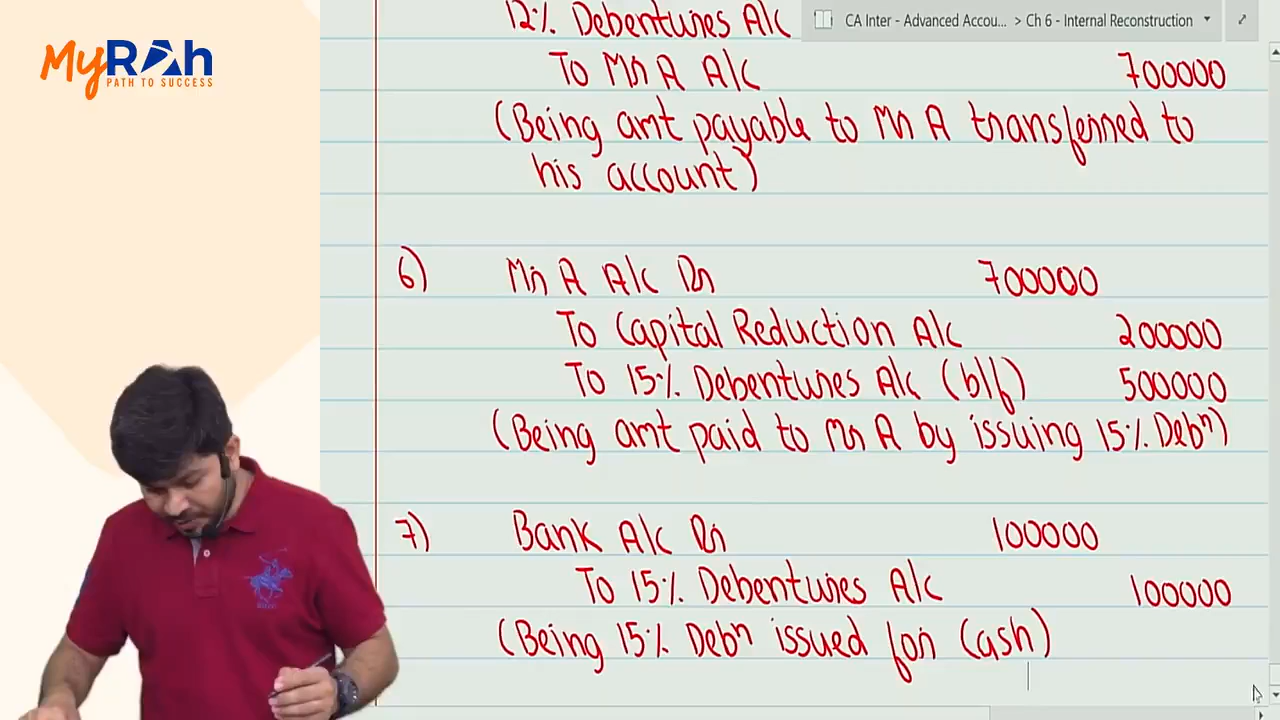 MyRAh
PATH TO SUCCESS
CA Inter - Advanced Accou... > Ch 6 - Internal Reconstruction
12% Debentures A/c
To Mr A A/c 700000
(Being amt payable to Mr A transferred to
his account)
6) Mr A A/c Dr 700000
To Capital Reduction A/c 200000
To 15% Debentures A/c (b/f) 500000
(Being amt paid to Mr A by issuing 15% Debⁿ)
7) Bank A/c Dr 100000
To 15% Debentures A/c 100000
(Being 15% Debⁿ issued for Cash)